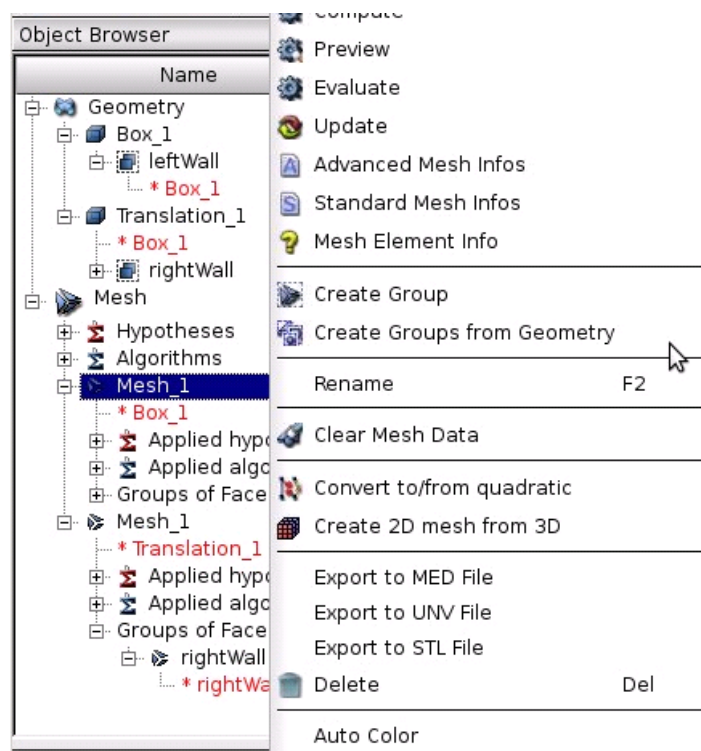 Object Browser
Name
Geometry
Box_1
leftWall
* Box_1
Translation_1
* Box_1
rightWall
Mesh
Hypotheses
Algorithms
Mesh_1
* Box_1
Applied hypo
Applied algo
Groups of Face
Mesh_1
* Translation_1
Applied hypo
Applied algo
Groups of Face
rightWall
* rightWa
Compute
Preview
Evaluate
Update
Advanced Mesh Infos
Standard Mesh Infos
Mesh Element Info
Create Group
Create Groups from Geometry
Rename F2
Clear Mesh Data
Convert to/from quadratic
Create 2D mesh from 3D
Export to MED File
Export to UNV File
Export to STL File
Delete Del
Auto Color